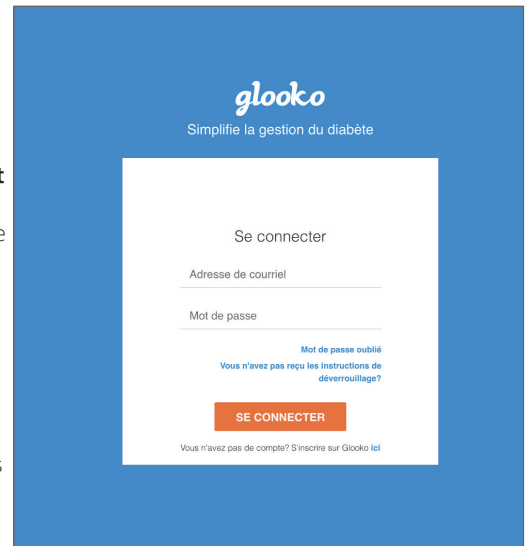 glooko
Simplifie la gestion du diabète
Se connecter
Adresse de courriel
Mot de passe
Mot de passe oublié
Vous n'avez pas reçu les instructions de
déverrouillage?
SE CONNECTER
Vous n'avez pas de compte? S'inscrire sur Glooko ici